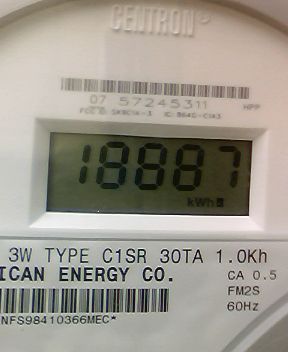 CENTRON®
07 57245311 HPP
18887
kWh
3W TYPE C1SR 30TA 1.0Kh
ICAN ENERGY CO. CA 0.5
FM2S
60Hz
NFS98410366MEC*